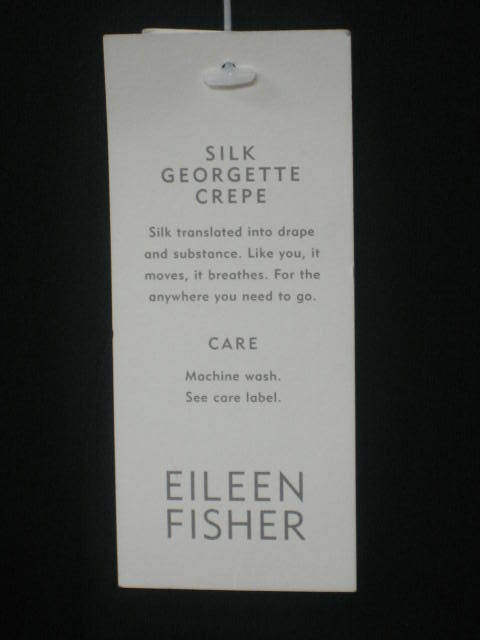 SILK
GEORGETTE
CREPE
Silk translated into drape
and substance. Like you, it
moves, it breathes. For the
anywhere you need to go.
CARE
Machine wash.
See care label.
EILEEN
FISHER